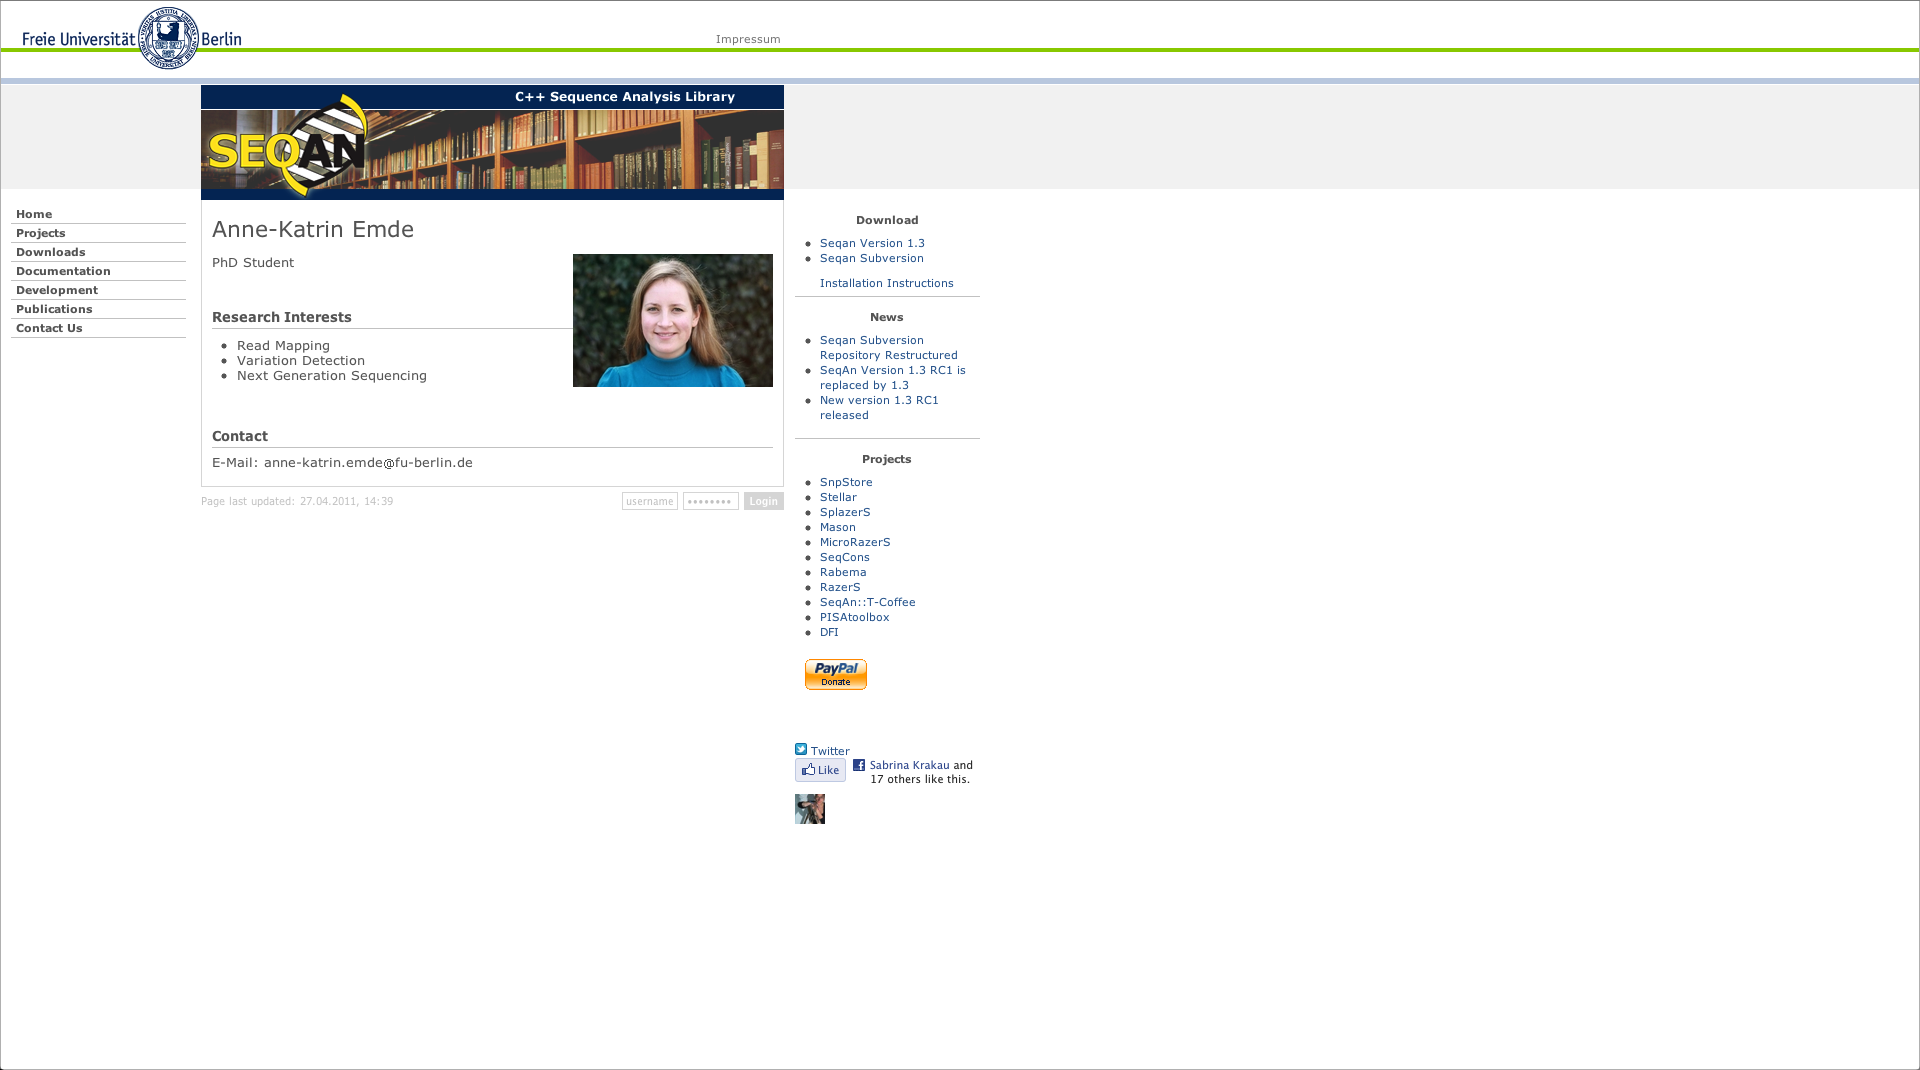 Freie Universität Berlin
Impressum
C++ Sequence Analysis Library
SEQAN
Home
Projects
Downloads
Documentation
Development
Publications
Contact Us
Anne-Katrin Emde
PhD Student
Research Interests
Read Mapping
Variation Detection
Next Generation Sequencing
Contact
E-Mail: anne-katrin.emde@fu-berlin.de
Page last updated: 27.04.2011, 14:39
username
••••••••
Login
Download
Seqan Version 1.3
Seqan Subversion
Installation Instructions
News
Seqan Subversion
Repository Restructured
SeqAn Version 1.3 RC1 is
replaced by 1.3
New version 1.3 RC1
released
Projects
SnpStore
Stellar
SplazerS
Mason
MicroRazerS
SeqCons
Rabema
RazerS
SeqAn::T-Coffee
PISAtoolbox
DFI
PayPal
Donate
Twitter
Like
Sabrina Krakau and
17 others like this.